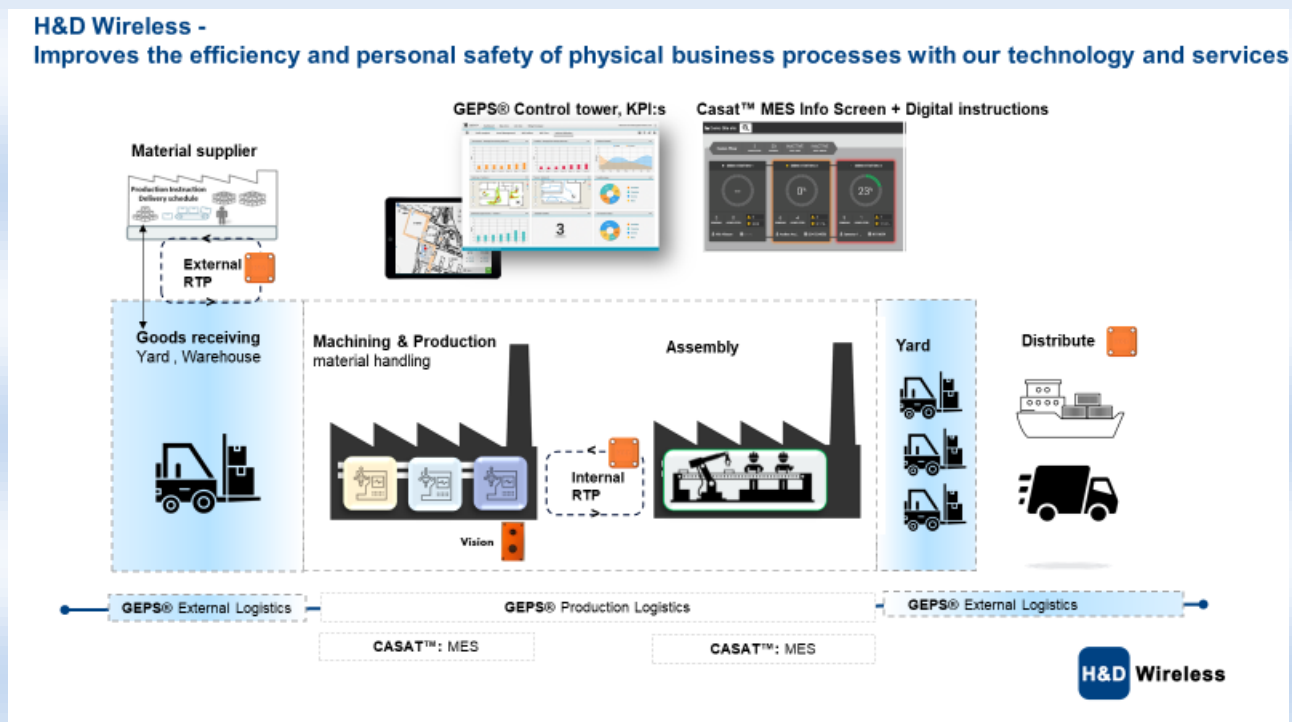 H&D Wireless -
Improves the efficiency and personal safety of physical business processes with our technology and services
GEPS® Control tower, KPI:s
Casat™ MES Info Screen + Digital instructions
Material supplier
Production Instruction
Delivery schedule
External
RTP
Goods receiving
Yard , Warehouse
Machining & Production
material handling
Assembly
Yard
Distribute
3
0%
23%
Internal
RTP
Vision
GEPS® External Logistics
GEPS® Production Logistics
GEPS® External Logistics
CASAT™: MES
CASAT™: MES
H&D Wireless